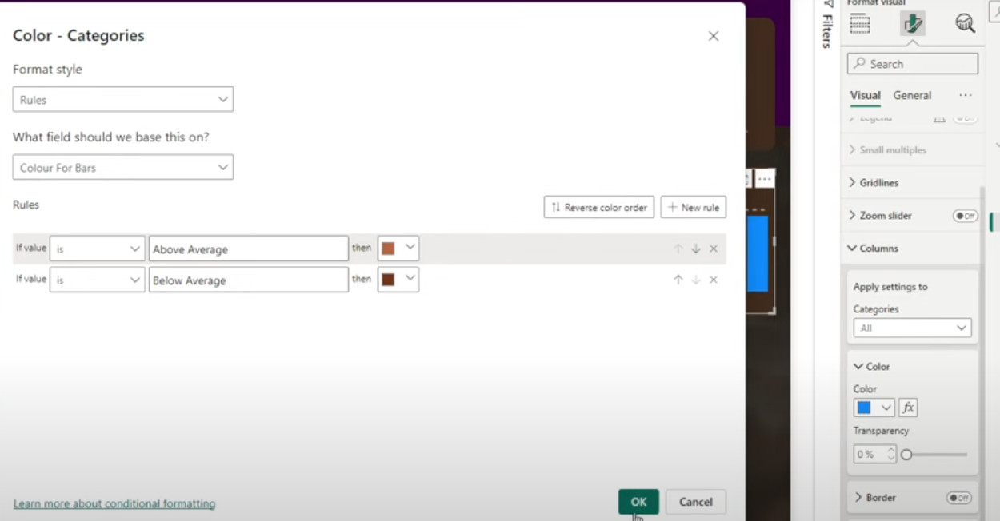 Color - Categories
Format style
Rules
What field should we base this on?
Colour For Bars
Rules
Reverse color order
New rule
If value is Above Average then
If value is Below Average then
Learn more about conditional formatting
OK
Cancel
Filters
Format visual
Search
Visual General
Legend
Small multiples
Gridlines
Zoom slider Off
Columns
Apply settings to
Categories
All
Color
Color
fx
Transparency
0 %
Border Off